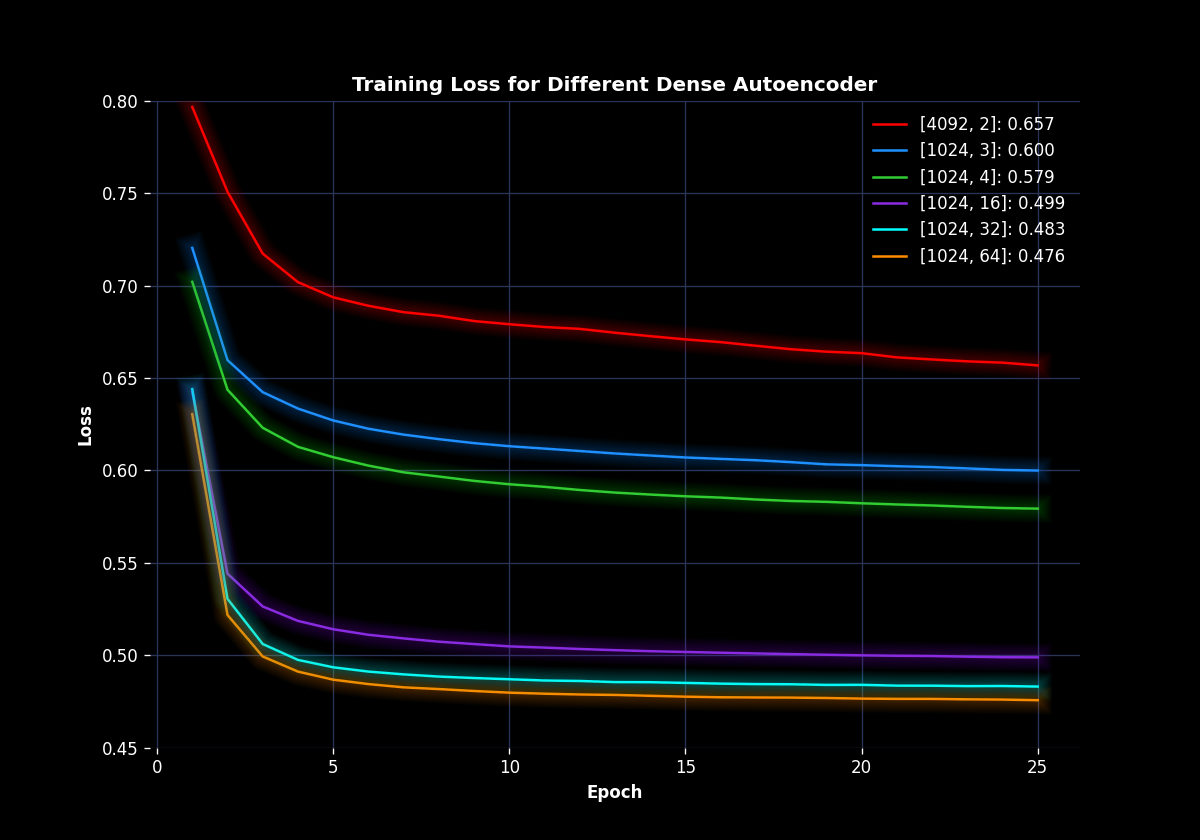 Training Loss for Different Dense Autoencoder
[4092, 2]: 0.657
[1024, 3]: 0.600
[1024, 4]: 0.579
[1024, 16]: 0.499
[1024, 32]: 0.483
[1024, 64]: 0.476
0.80
0.75
0.70
0.65
0.60
0.55
0.50
0.45
Loss
0 5 10 15 20 25
Epoch